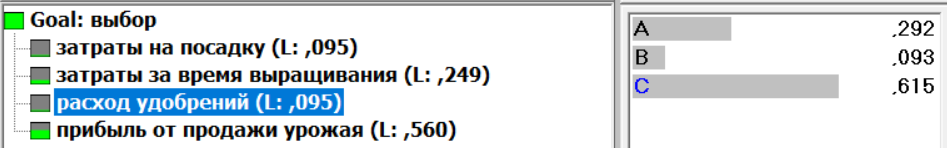 Goal: выбор
затраты на посадку (L: ,095)
затраты за время выращивания (L: ,249)
расход удобрений (L: ,095)
прибыль от продажи урожая (L: ,560)
A ,292
B ,093
C ,615